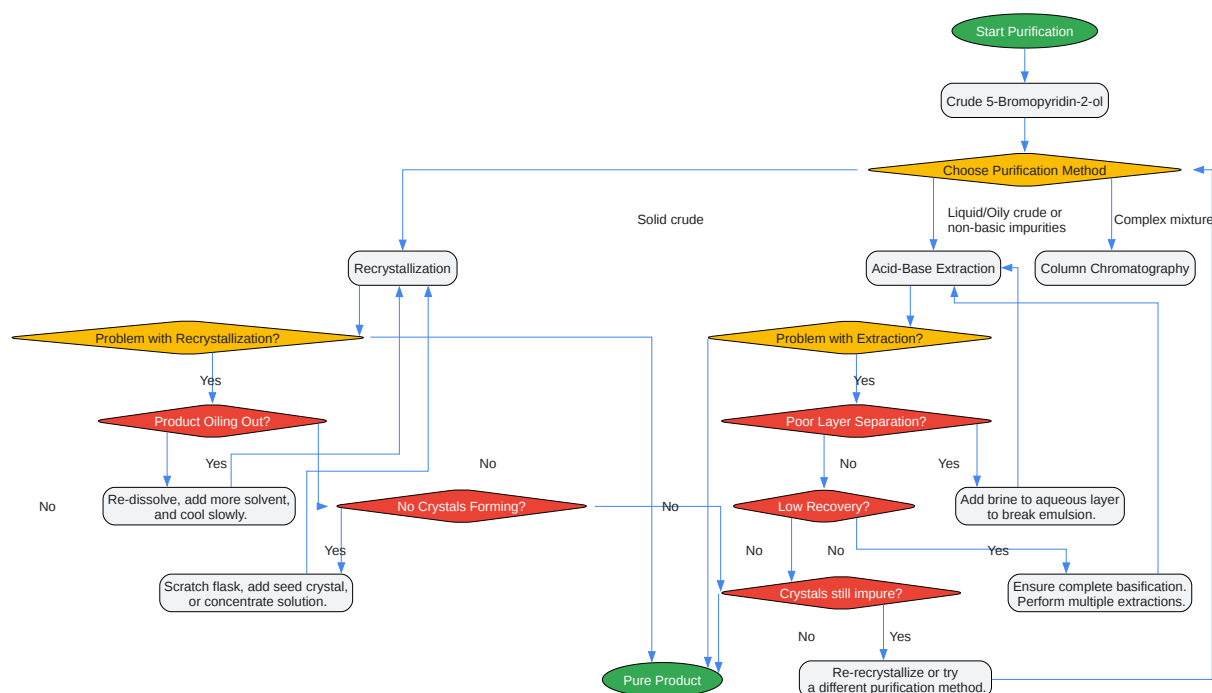 Start Purification
Crude 5-Bromopyridin-2-ol
Choose Purification Method
Solid crude
Liquid/Oily crude or
non-basic impurities
Complex mixture
Recrystallization
Acid-Base Extraction
Column Chromatography
Problem with Recrystallization?
Problem with Extraction?
Yes
Yes
Product Oiling Out?
Poor Layer Separation?
Yes
No
No
Yes
Re-dissolve, add more solvent,
and cool slowly.
No
No Crystals Forming?
No
Low Recovery?
Add brine to aqueous layer
to break emulsion.
Yes
No
No
Yes
Scratch flask, add seed crystal,
or concentrate solution.
Crystals still impure?
Ensure complete basification.
Perform multiple extractions.
No
Yes
Pure Product
Re-recrystallize or try
a different purification method.